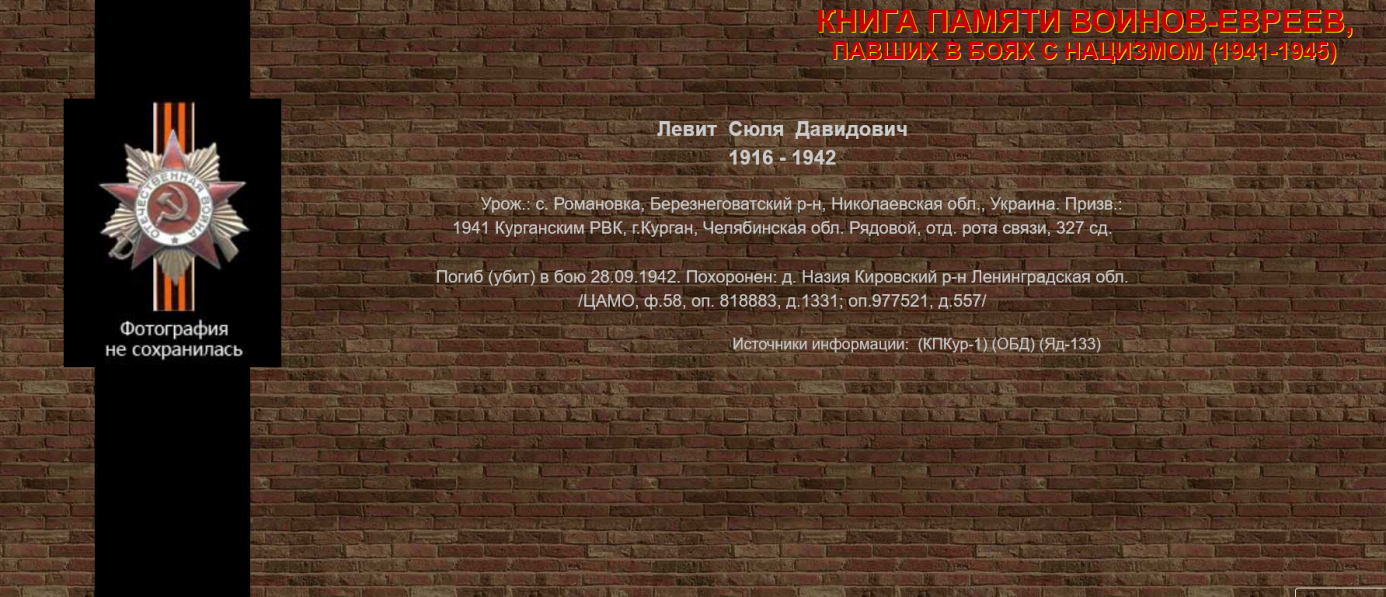 КНИГА ПАМЯТИ ВОИНОВ-ЕВРЕЕВ,
ПАВШИХ В БОЯХ С НАЦИЗМОМ (1941-1945)
Левит Сюля Давидович
1916 - 1942
Урож.: с. Романовка, Березнеговатский р-н, Николаевская обл., Украина. Призв.:
1941 Курганским РВК, г.Курган, Челябинская обл. Рядовой, отд. рота связи, 327 сд.
Погиб (убит) в бою 28.09.1942. Похоронен: д. Назия Кировский р-н Ленинградская обл.
/ЦАМО, ф.58, оп. 818883, д.1331; оп.977521, д.557/
Источники информации: (КПКур-1) (ОБД) (Яд-133)
ОТЕЧЕСТВЕННАЯ ВОЙНА
Фотография
не сохранилась